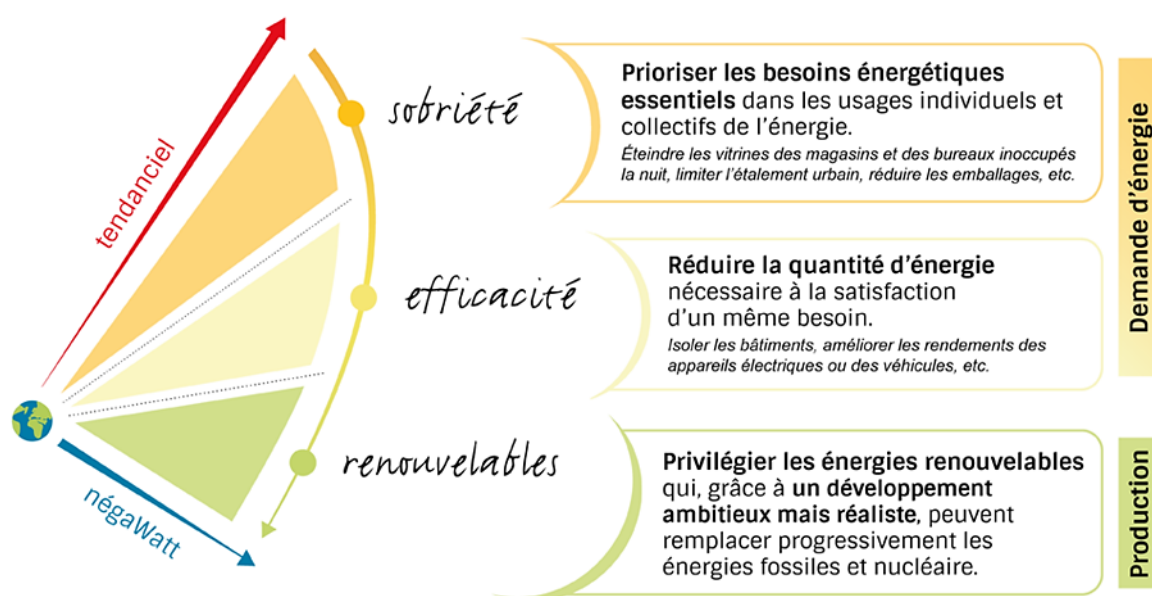 tendanciel
négaWatt
sobriété
Prioriser les besoins énergétiques
essentiels dans les usages individuels et
collectifs de l'énergie.
Éteindre les vitrines des magasins et des bureaux inoccupés
la nuit, limiter l'étalement urbain, réduire les emballages, etc.
efficacité
Réduire la quantité d'énergie
nécessaire à la satisfaction
d'un même besoin.
Isoler les bâtiments, améliorer les rendements des
appareils électriques ou des véhicules, etc.
Demande d'énergie
renouvelables
Privilégier les énergies renouvelables
qui, grâce à un développement
ambitieux mais réaliste, peuvent
remplacer progressivement les
énergies fossiles et nucléaire.
Production